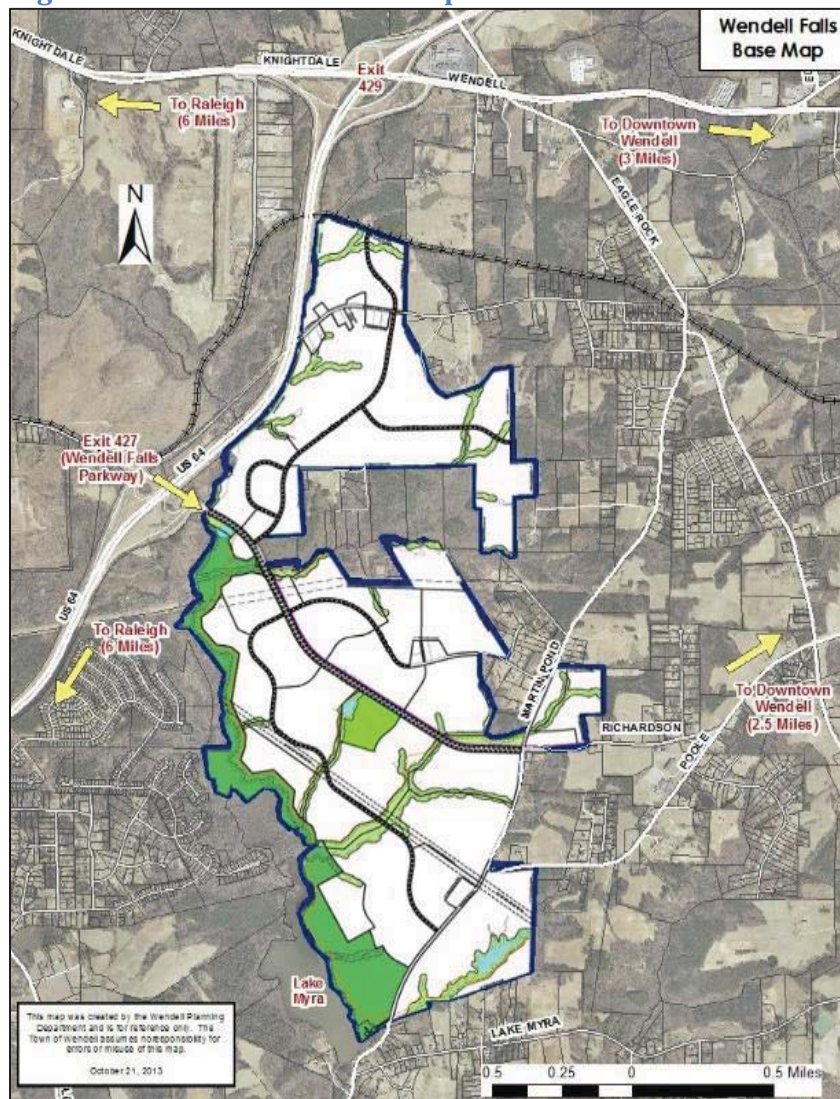 Wendell Falls
Base Map
KNIGHTDALE
KNIGHTDALE
Exit
429
WENDELL
To Raleigh
(6 Miles)
To Downtown
Wendell
(3 Miles)
N
EAGLE ROCK
Exit 427
(Wendell Falls
Parkway)
US 64
US 64
To Raleigh
(6 Miles)
MARTIN POND
To Downtown
Wendell
(2.5 Miles)
RICHARDSON
POOLE
Lake
Myra
LAKE MYRA
This map was created by the Wendell Planning
Department and is for reference only. The
Town of Wendell assumes no responsibility for
errors or misuse of this map.
October 21, 2013
0.5 0.25 0 0.5 Miles